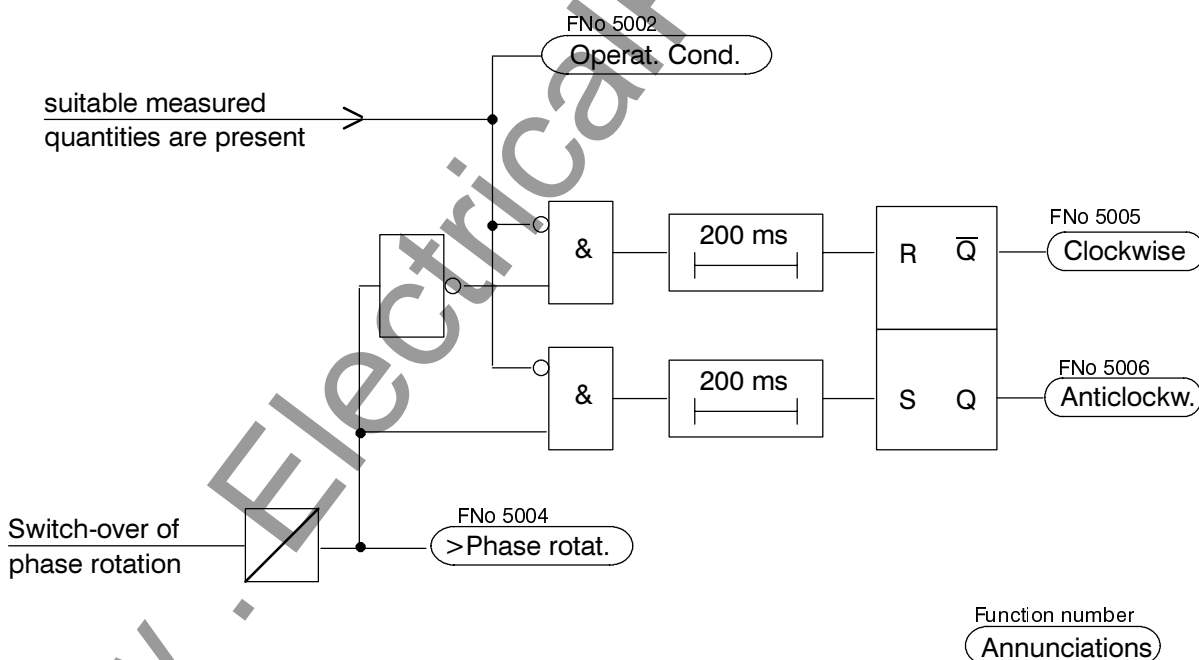 FNo 5002
Operat. Cond.
suitable measured
quantities are present
&
200 ms
R Q̅
FNo 5005
Clockwise
&
200 ms
S Q
FNo 5006
Anticlockw.
Switch-over of
phase rotation
FNo 5004
>Phase rotat.
Function number
Annunciations
. Electrical